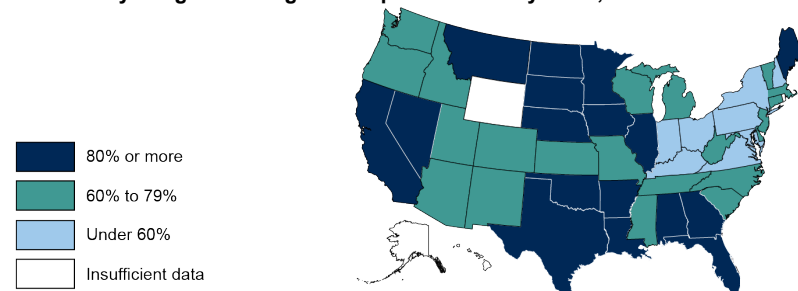 80% or more
60% to 79%
Under 60%
Insufficient data